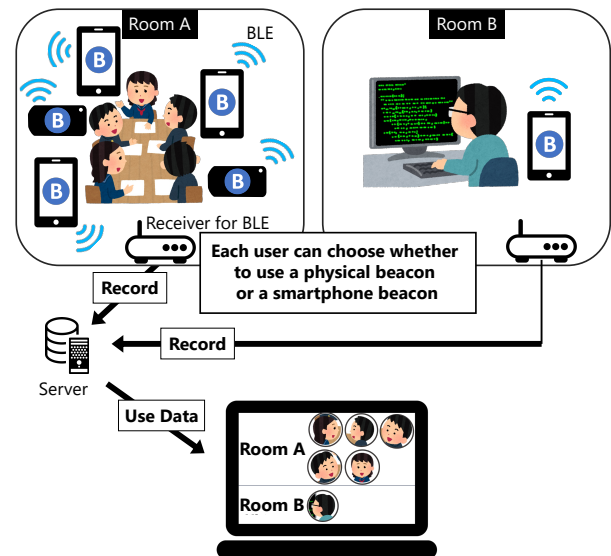 Room A
Room B
BLE
B
B
B
B
B
B
Receiver for BLE
Each user can choose whether
to use a physical beacon
or a smartphone beacon
Record
Record
Server
Use Data
Room A
Room B